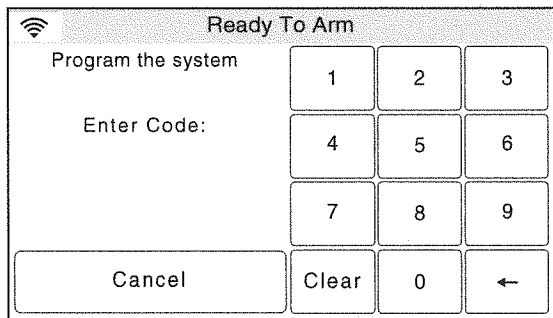 Ready To Arm
Program the system
Enter Code:
1 2 3
4 5 6
7 8 9
Cancel Clear 0 ←